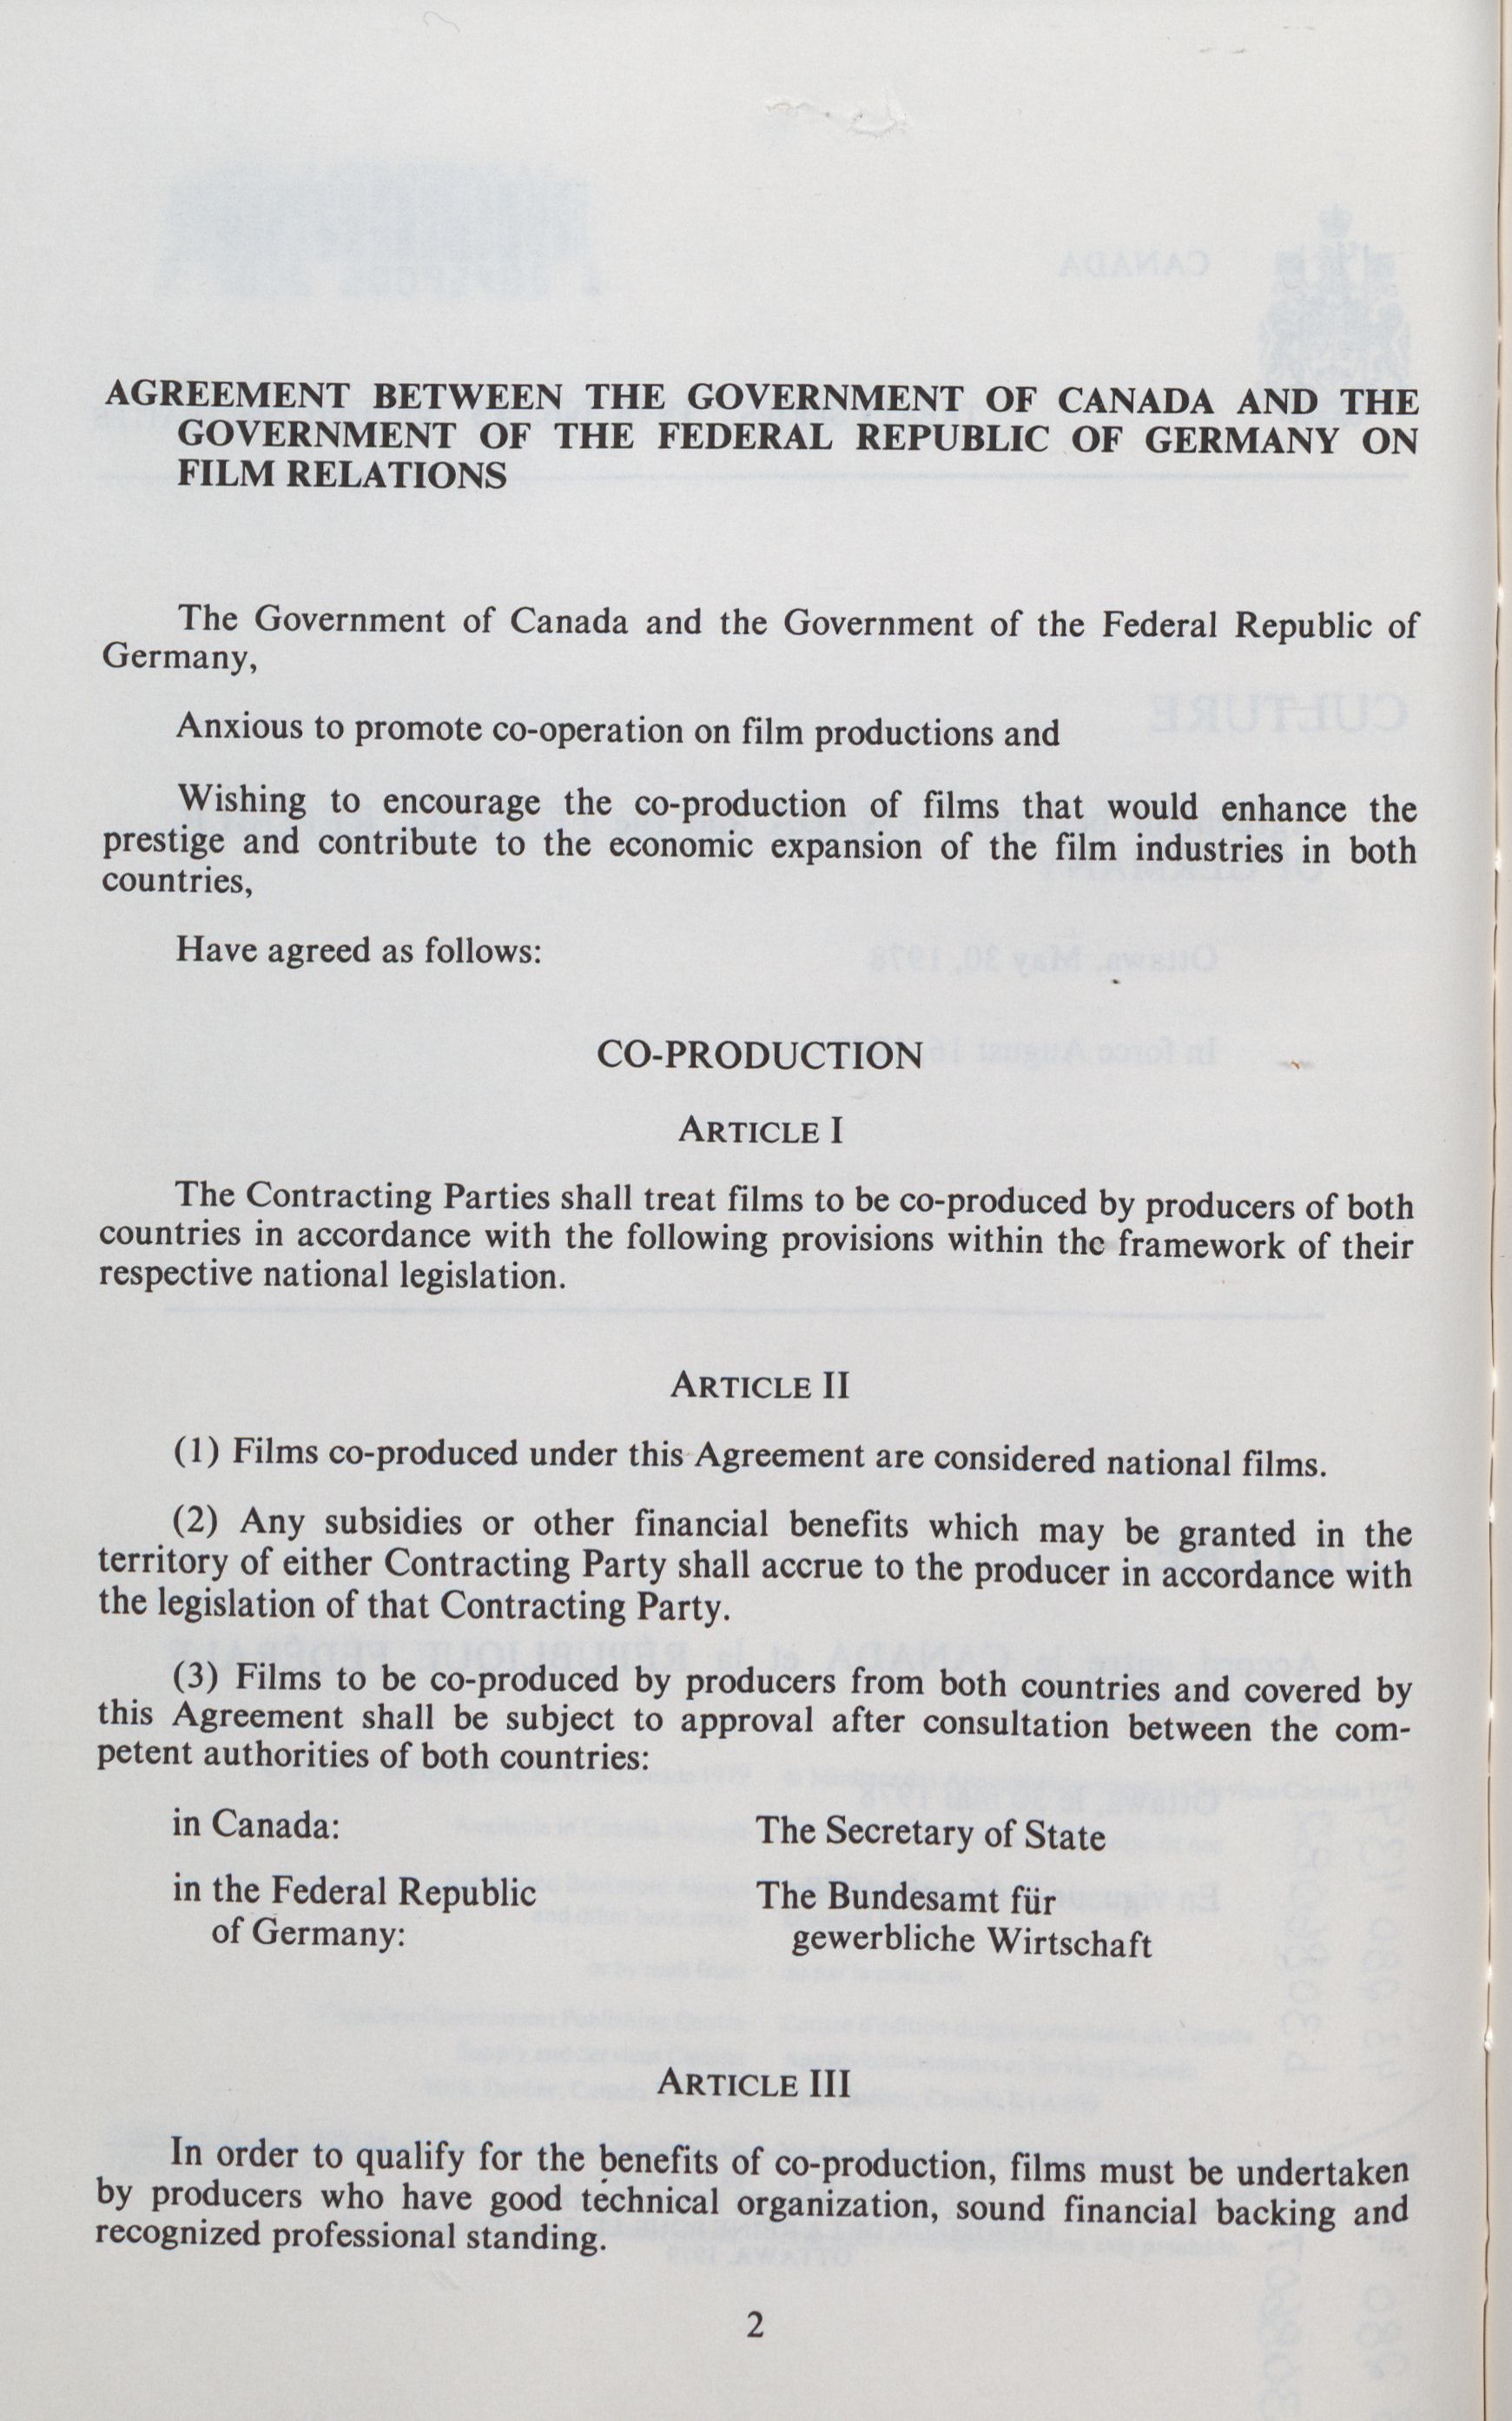 AGREEMENT BETWEEN THE GOVERNMENT OF CANADA AND THE
GOVERNMENT OF THE FEDERAL REPUBLIC OF GERMANY ON
FILM RELATIONS
The Government of Canada and the Government of the Federal Republic of
Germany,
Anxious to promote co-operation on film productions and
Wishing to encourage the co-production of films that would enhance the
prestige and contribute to the economic expansion of the film industries in both
countries,
Have agreed as follows:
CO-PRODUCTION
ARTICLE I
The Contracting Parties shall treat films to be co-produced by producers of both
countries in accordance with the following provisions within the framework of their
respective national legislation.
ARTICLE II
(1) Films co-produced under this Agreement are considered national films.
(2) Any subsidies or other financial benefits which may be granted in the
territory of either Contracting Party shall accrue to the producer in accordance with
the legislation of that Contracting Party.
(3) Films to be co-produced by producers from both countries and covered by
this Agreement shall be subject to approval after consultation between the com-
petent authorities of both countries:
in Canada: The Secretary of State
in the Federal Republic The Bundesamt für
of Germany: gewerbliche Wirtschaft
ARTICLE III
In order to qualify for the benefits of co-production, films must be undertaken
by producers who have good technical organization, sound financial backing and
recognized professional standing.
2